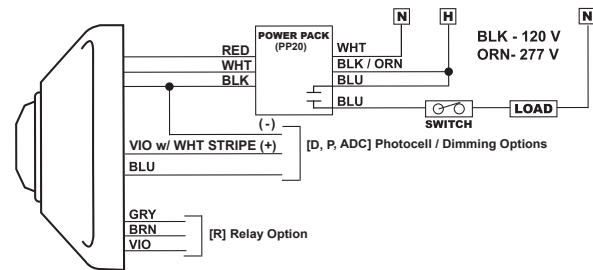 N
H
N
BLK - 120 V
ORN- 277 V
POWER PACK
(PP20)
RED
WHT
BLK
WHT
BLK / ORN
BLU
BLU
SWITCH
LOAD
(-)
VIO w/ WHT STRIPE (+)
BLU
[D, P, ADC] Photocell / Dimming Options
GRY
BRN
VIO
[R] Relay Option